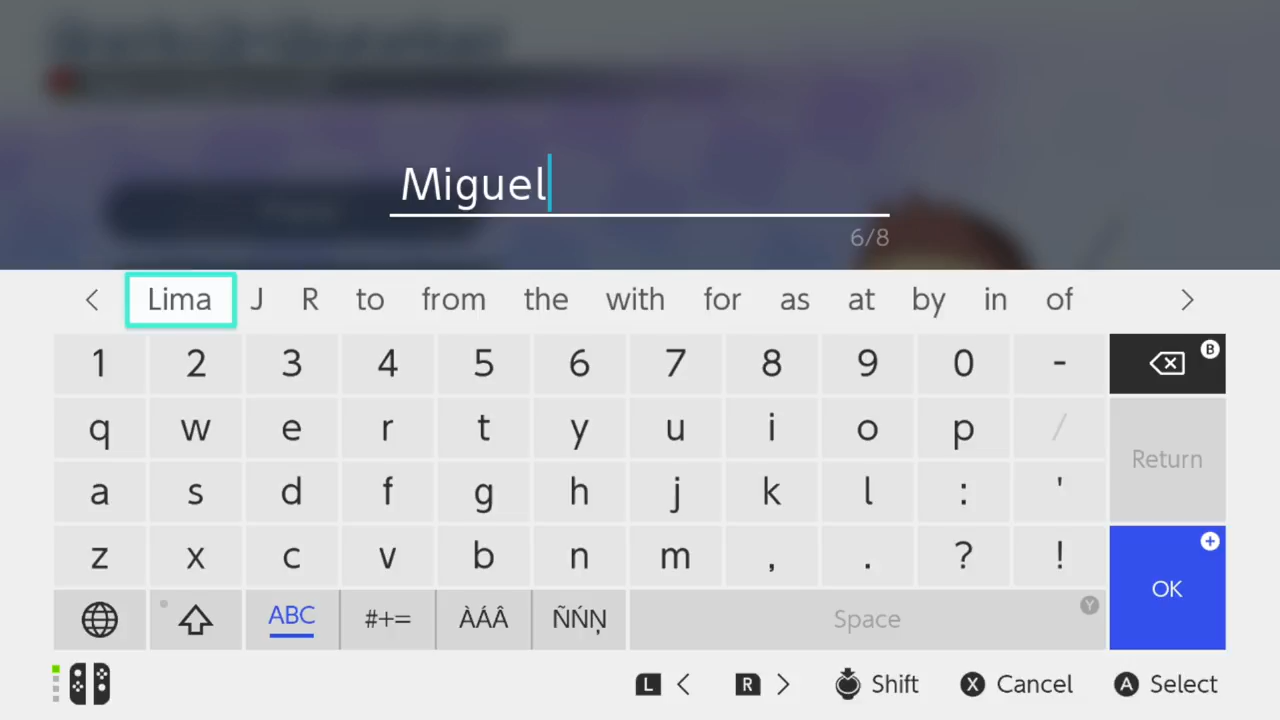 Miguel
6/8
< Lima J R to from the with for as at by in of >
1 2 3 4 5 6 7 8 9 0 - B
q w e r t y u i o p /
Return
a s d f g h j k l : '
z x c v b n m , . ? ! +
OK
ABC #+= ÀÁÂ ÑŃŅ Space Y
L < R > Shift X Cancel A Select